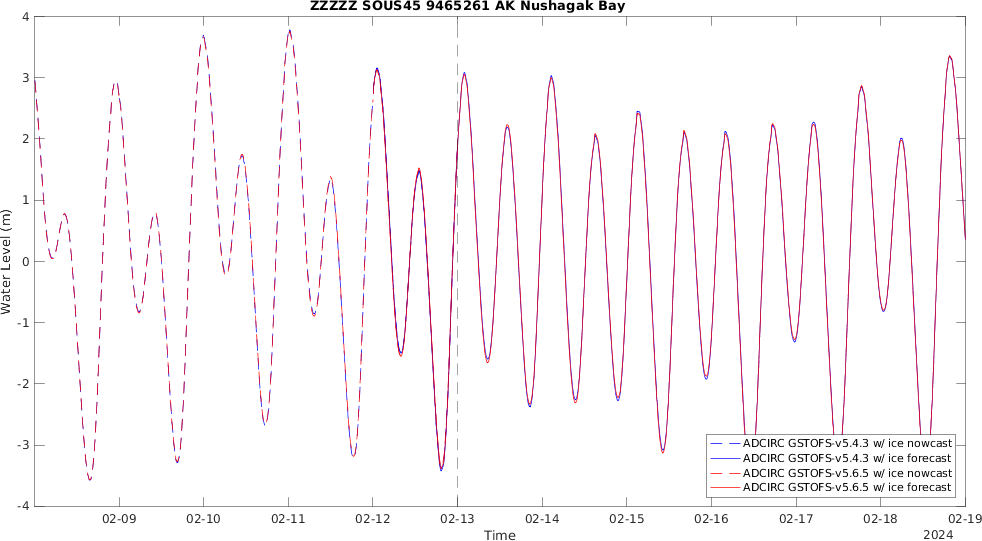 ZZZZZ SOUS45 9465261 AK Nushagak Bay
4
3
2
1
0
-1
-2
-3
-4
Water Level (m)
ADCIRC GSTOFS-v5.4.3 w/ ice nowcast
ADCIRC GSTOFS-v5.4.3 w/ ice forecast
ADCIRC GSTOFS-v5.6.5 w/ ice nowcast
ADCIRC GSTOFS-v5.6.5 w/ ice forecast
02-09 02-10 02-11 02-12 02-13 02-14 02-15 02-16 02-17 02-18 02-19
Time
2024